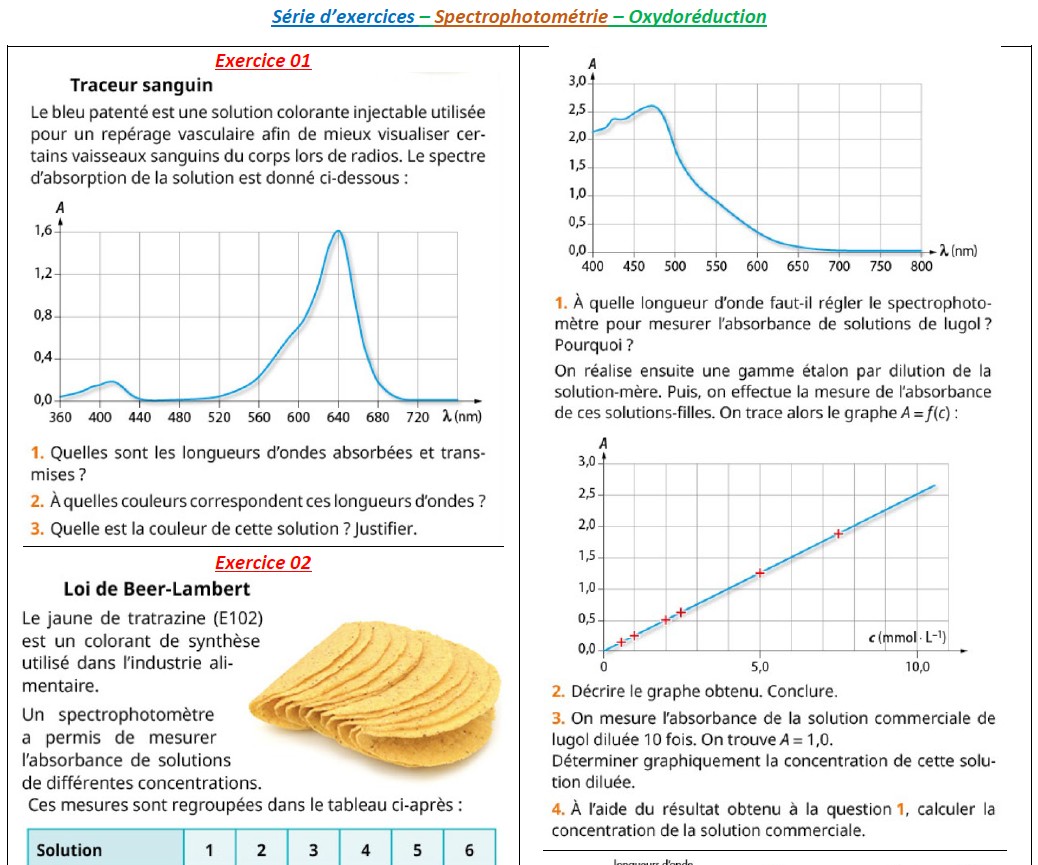 Série d'exercices – Spectrophotométrie – Oxydoréduction
Exercice 01
Traceur sanguin
Le bleu patenté est une solution colorante injectable utilisée
pour un repérage vasculaire afin de mieux visualiser cer-
tains vaisseaux sanguins du corps lors de radios. Le spectre
d'absorption de la solution est donné ci-dessous :
A
1,6
1,2
0,8
0,4
0,0
360 400 440 480 520 560 600 640 680 720 λ (nm)
1. Quelles sont les longueurs d'ondes absorbées et trans-
mises ?
2. À quelles couleurs correspondent ces longueurs d'ondes ?
3. Quelle est la couleur de cette solution ? Justifier.
Exercice 02
Loi de Beer-Lambert
Le jaune de tratrazine (E102)
est un colorant de synthèse
utilisé dans l'industrie ali-
mentaire.
Un spectrophotomètre
a permis de mesurer
l'absorbance de solutions
de différentes concentrations.
Ces mesures sont regroupées dans le tableau ci-après :
Solution 1 2 3 4 5 6
A
3,0
2,5
2,0
1,5
1,0
0,5
0,0
400 450 500 550 600 650 700 750 800
λ (nm)
1. À quelle longueur d'onde faut-il régler le spectrophoto-
mètre pour mesurer l'absorbance de solutions de lugol ?
Pourquoi ?
On réalise ensuite une gamme étalon par dilution de la
solution-mère. Puis, on effectue la mesure de l'absorbance
de ces solutions-filles. On trace alors le graphe A = f(c) :
A
3,0
2,5
2,0
1,5
1,0
0,5
0,0
c (mmol · L⁻¹)
0 5,0 10,0
2. Décrire le graphe obtenu. Conclure.
3. On mesure l'absorbance de la solution commerciale de
lugol diluée 10 fois. On trouve A = 1,0.
Déterminer graphiquement la concentration de cette solu-
tion diluée.
4. À l'aide du résultat obtenu à la question 1, calculer la
concentration de la solution commerciale.